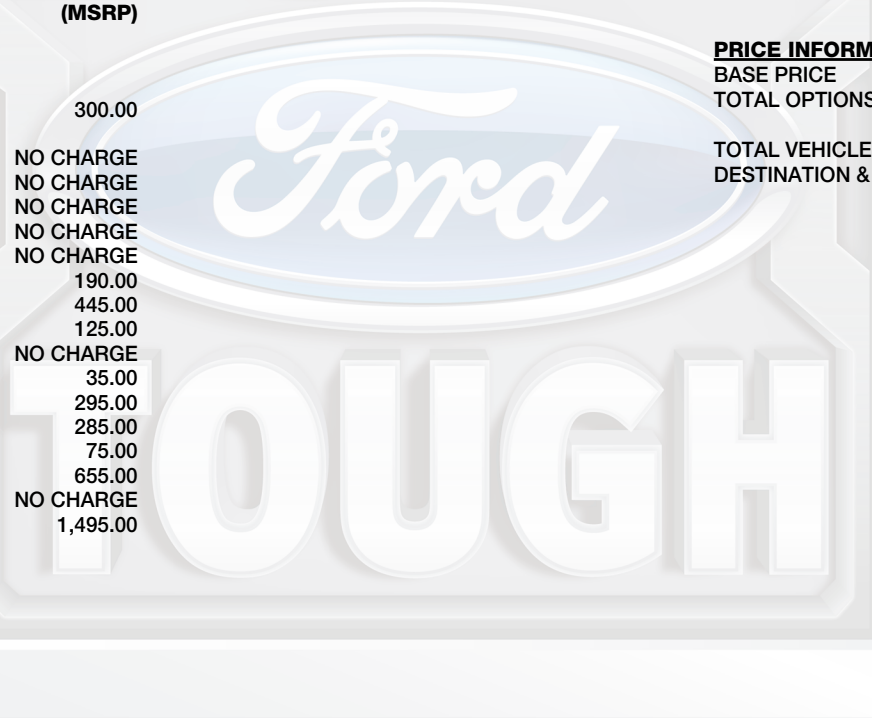 (MSRP)
300.00
NO CHARGE
NO CHARGE
NO CHARGE
NO CHARGE
NO CHARGE
190.00
445.00
125.00
NO CHARGE
35.00
295.00
285.00
75.00
655.00
NO CHARGE
1,495.00
PRICE INFORM
BASE PRICE
TOTAL OPTIONS
TOTAL VEHICLE
DESTINATION &
Ford
TOUGH